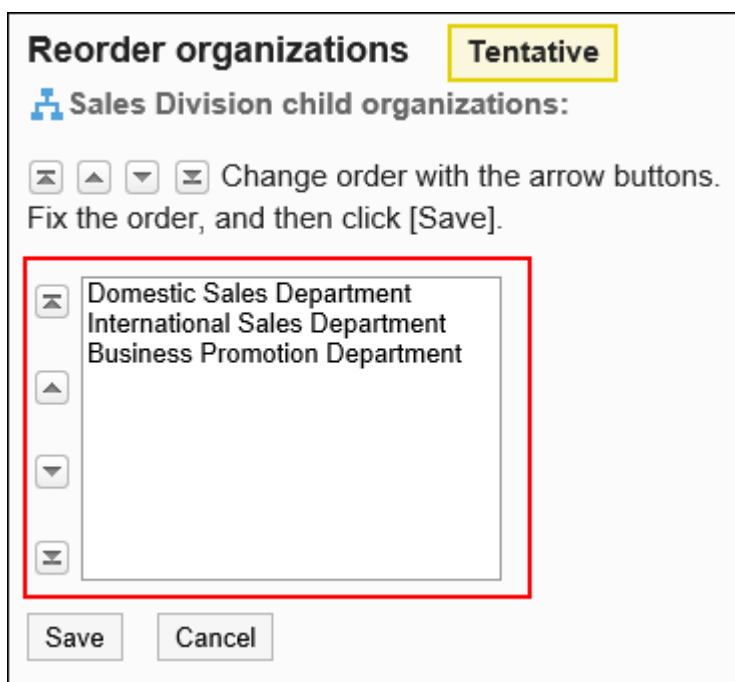 Reorder organizations Tentative
Sales Division child organizations:
Change order with the arrow buttons.
Fix the order, and then click [Save].
Domestic Sales Department
International Sales Department
Business Promotion Department
Save Cancel